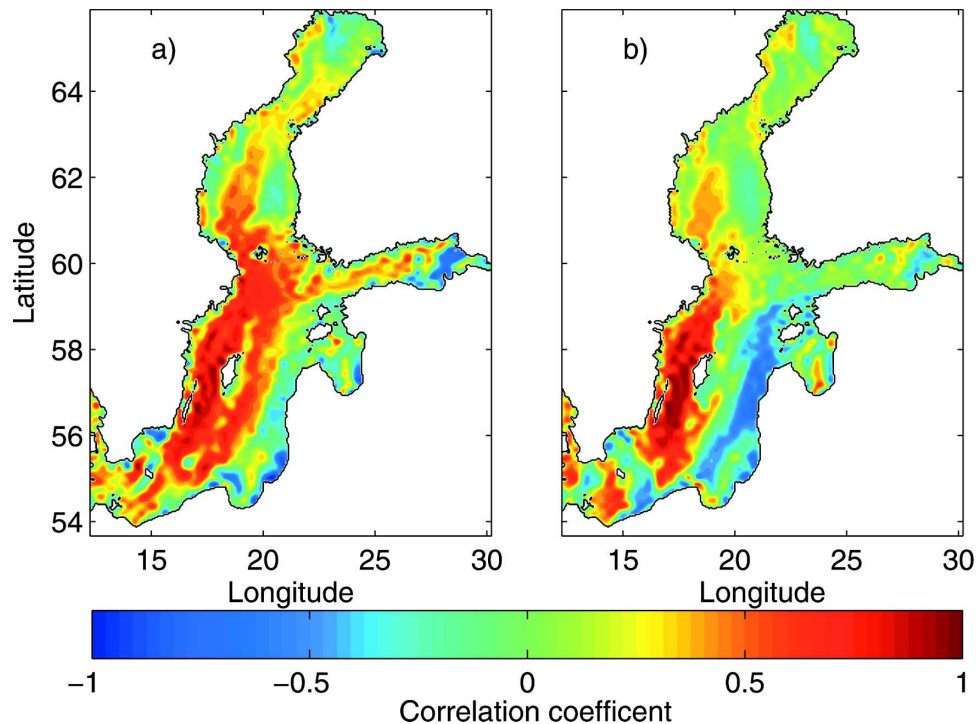 a) b)
64
62
60
58
56
54
Latitude
15 20 25 30 15 20 25 30
Longitude Longitude
−1 −0.5 0 0.5 1
Correlation coefficent